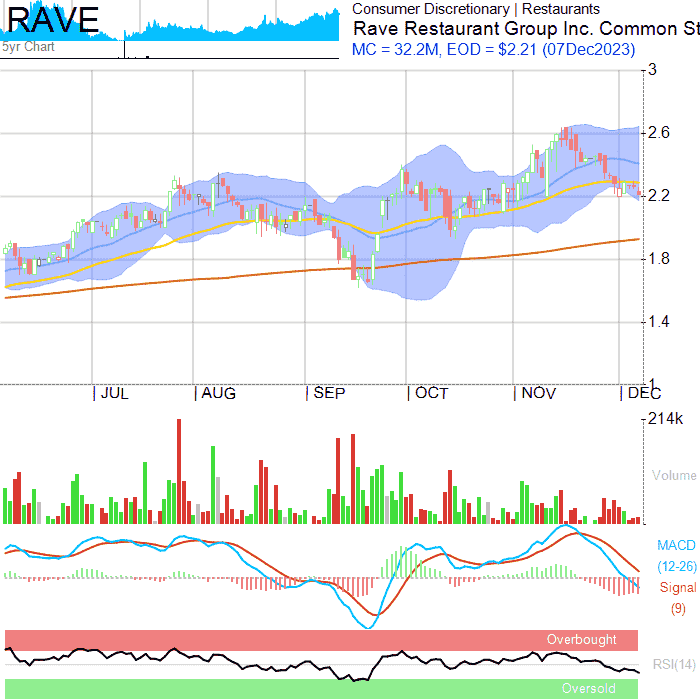 RAVE
5yr Chart
Consumer Discretionary | Restaurants
Rave Restaurant Group Inc. Common St
MC = 32.2M, EOD = $2.21 (07Dec2023)
3
2.6
2.2
1.8
1.4
1
JUL AUG SEP OCT NOV DEC
214k
Volume
MACD
(12-26)
Signal
(9)
Overbought
RSI(14)
Oversold